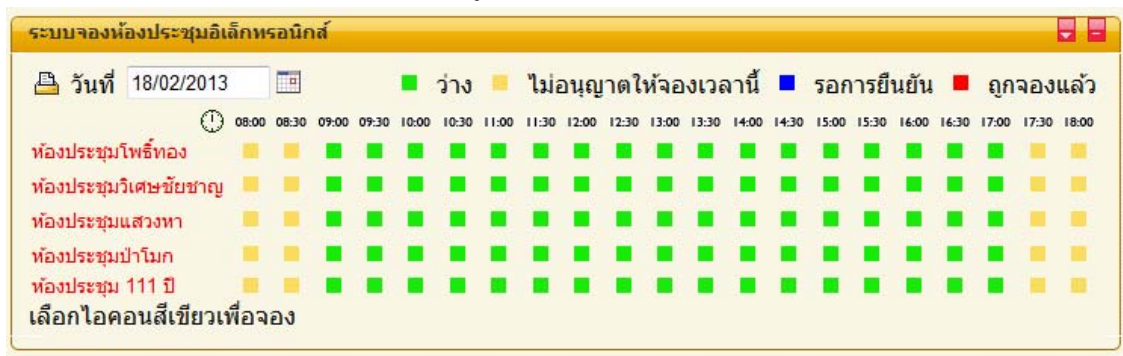 ระบบจองห้องประชุมอิเล็กทรอนิกส์
วันที่ 18/02/2013 ว่าง ไม่อนุญาตให้จองเวลานี้ รอการยืนยัน ถูกจองแล้ว
08:00 08:30 09:00 09:30 10:00 10:30 11:00 11:30 12:00 12:30 13:00 13:30 14:00 14:30 15:00 15:30 16:00 16:30 17:00 17:30 18:00
ห้องประชุมโพธิ์ทอง
ห้องประชุมวิเศษชัยชาญ
ห้องประชุมแสวงหา
ห้องประชุมป่าโมก
ห้องประชุม 111 ปี
เลือกไอคอนสีเขียวเพื่อจอง